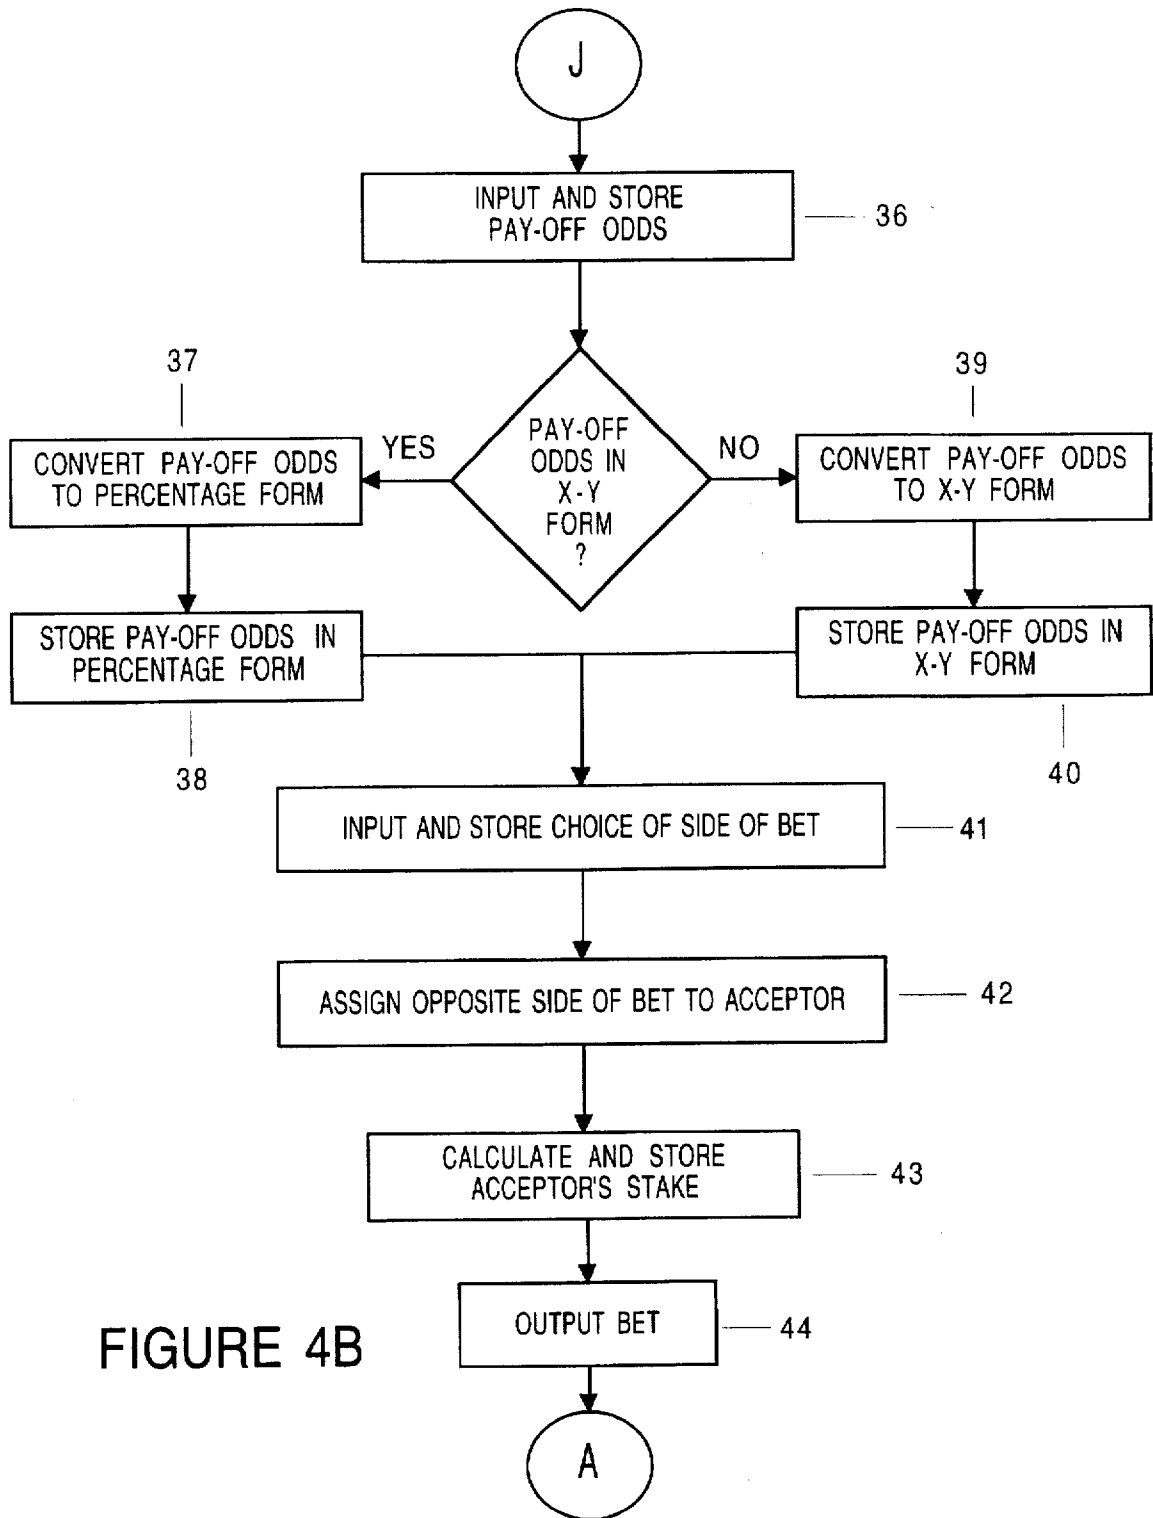 J
INPUT AND STORE
PAY-OFF ODDS
36
37
39
PAY-OFF
ODDS IN
X-Y
FORM
?
YES
NO
CONVERT PAY-OFF ODDS
TO PERCENTAGE FORM
CONVERT PAY-OFF ODDS
TO X-Y FORM
STORE PAY-OFF ODDS IN
PERCENTAGE FORM
STORE PAY-OFF ODDS IN
X-Y FORM
38
40
INPUT AND STORE CHOICE OF SIDE OF BET
41
ASSIGN OPPOSITE SIDE OF BET TO ACCEPTOR
42
CALCULATE AND STORE
ACCEPTOR'S STAKE
43
OUTPUT BET
44
FIGURE 4B
A